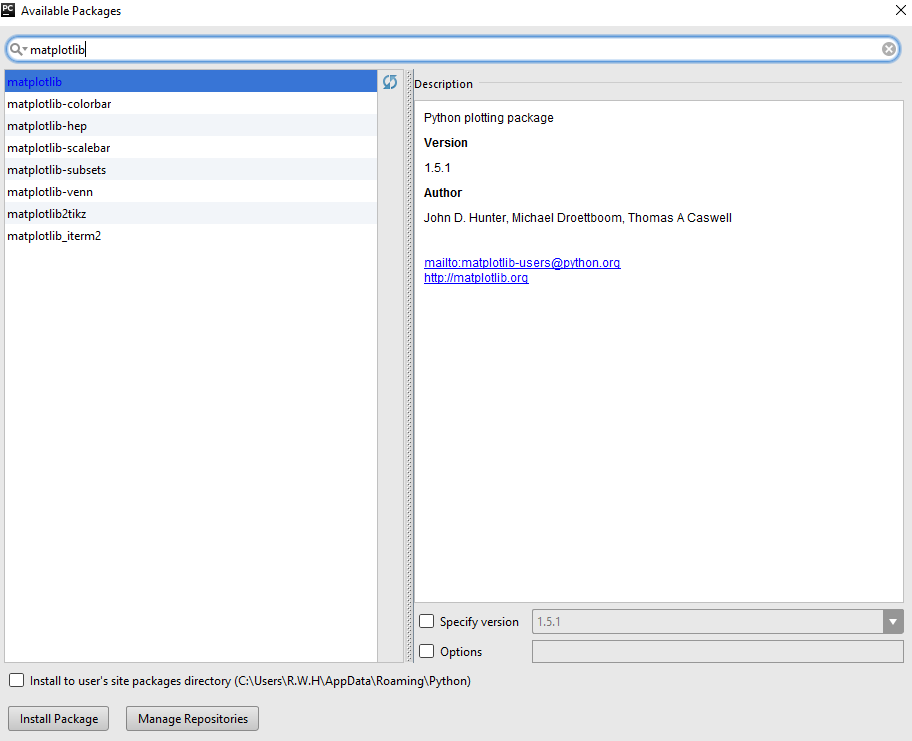 PC Available Packages
matplotlib
matplotlib
matplotlib-colorbar
matplotlib-hep
matplotlib-scalebar
matplotlib-subsets
matplotlib-venn
matplotlib2tikz
matplotlib_iterm2
Description
Python plotting package
Version
1.5.1
Author
John D. Hunter, Michael Droettboom, Thomas A Caswell
mailto:matplotlib-users@python.org
http://matplotlib.org
Specify version 1.5.1
Options
Install to user's site packages directory (C:\Users\R.W.H\AppData\Roaming\Python)
Install Package Manage Repositories